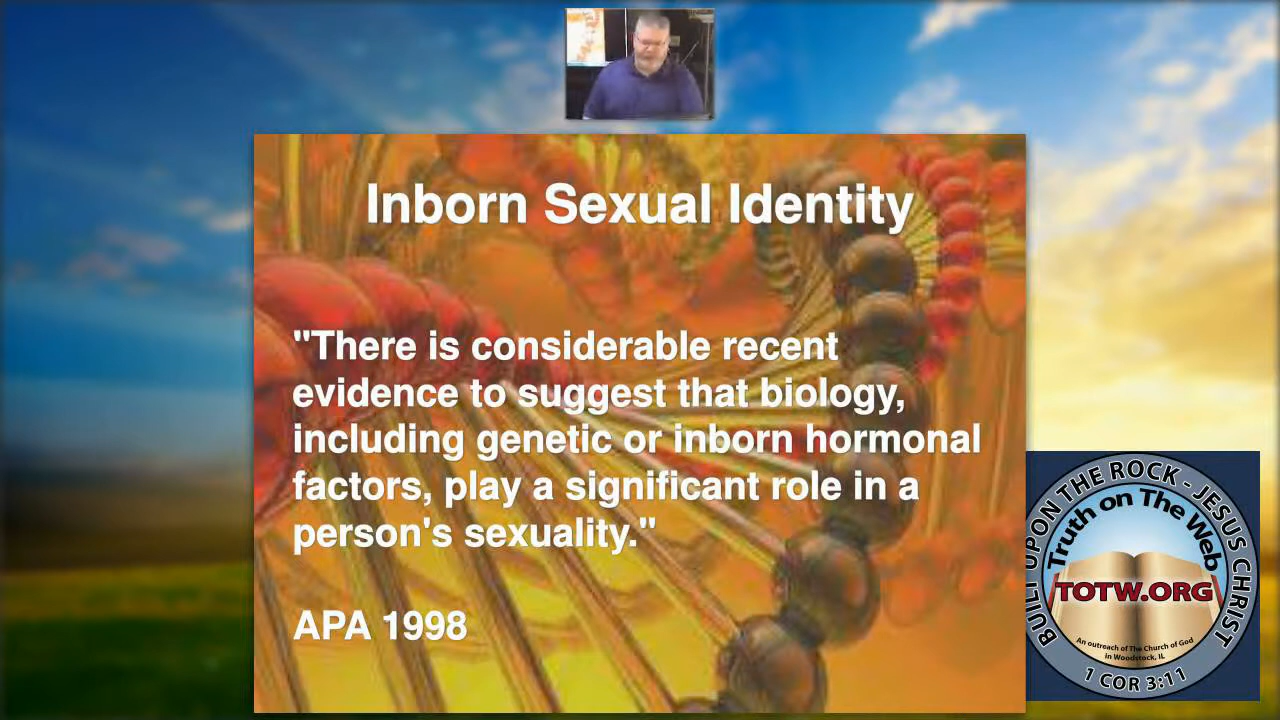 Inborn Sexual Identity
"There is considerable recent
evidence to suggest that biology,
including genetic or inborn hormonal
factors, play a significant role in a
person's sexuality."
APA 1998
BUILT UPON THE ROCK - JESUS CHRIST
Truth on The Web
TOTW.ORG
An outreach of The Church of God
in Woodstock, IL
1 COR 3:11